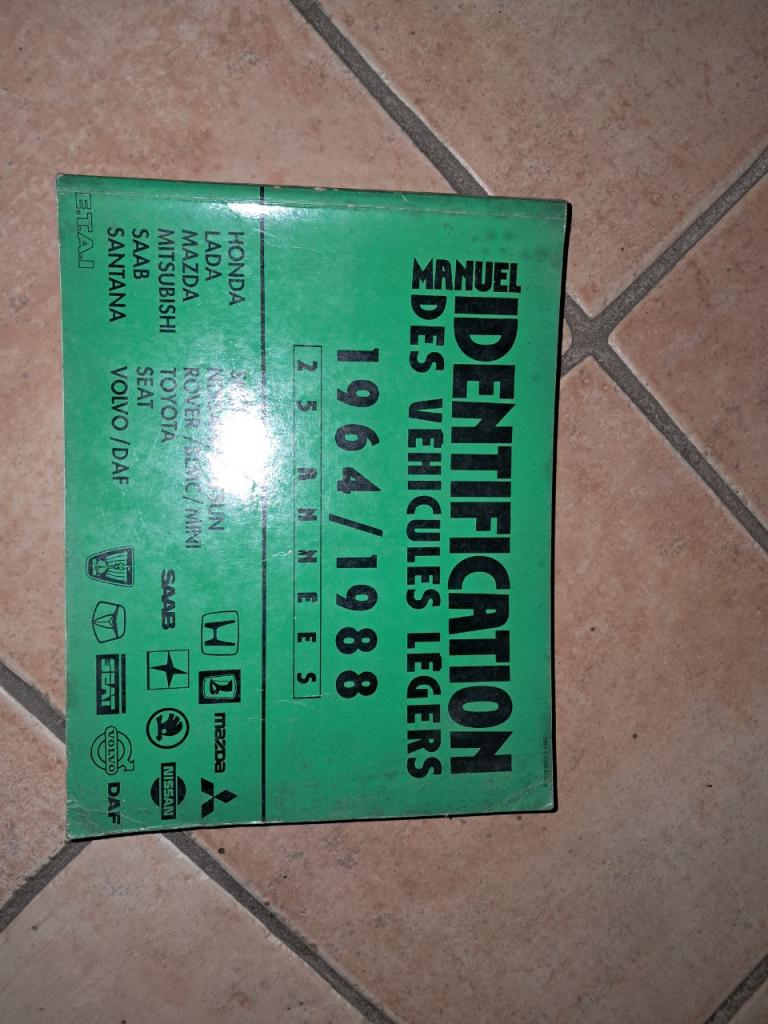 MANUEL
IDENTIFICATION
DES VEHICULES LEGERS
1964/1988
25 ANNEES
HONDA
LADA
MAZDA
MITSUBISHI
SAAB
SANTANA
ROVER / / MINI
TOYOTA
SEAT
VOLVO / DAF
mazda
SAAB
NISSAN
SEAT
VOLVO
DAF
E.T.A.I